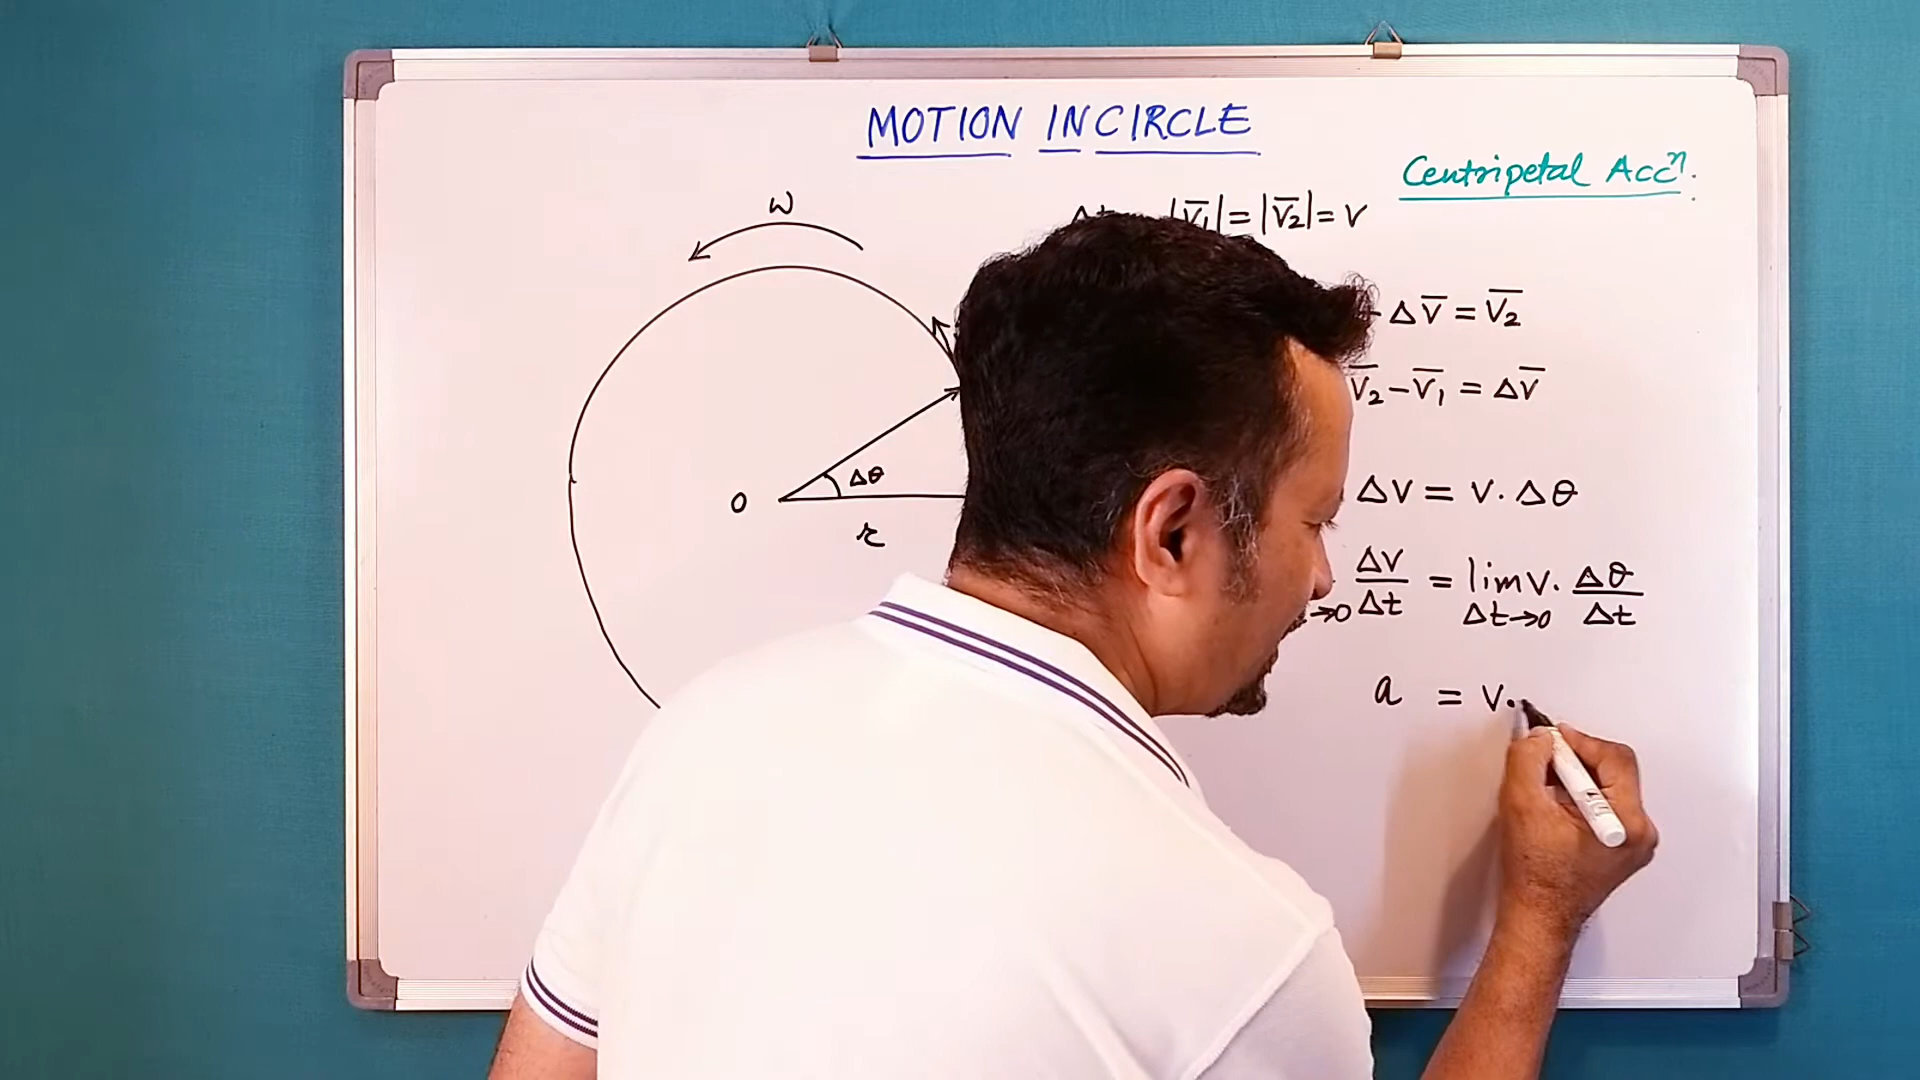 MOTION IN CIRCLE
Centripetal Accⁿ.
ω
|V̅₁| = |V̅₂| = V
ΔV̅ = V̅₂
V̅₂ - V̅₁ = ΔV̅
Δθ
O
r
ΔV = V. Δθ
→0 ΔV/Δt = lim Δt→0 V. Δθ/Δt
a = V.